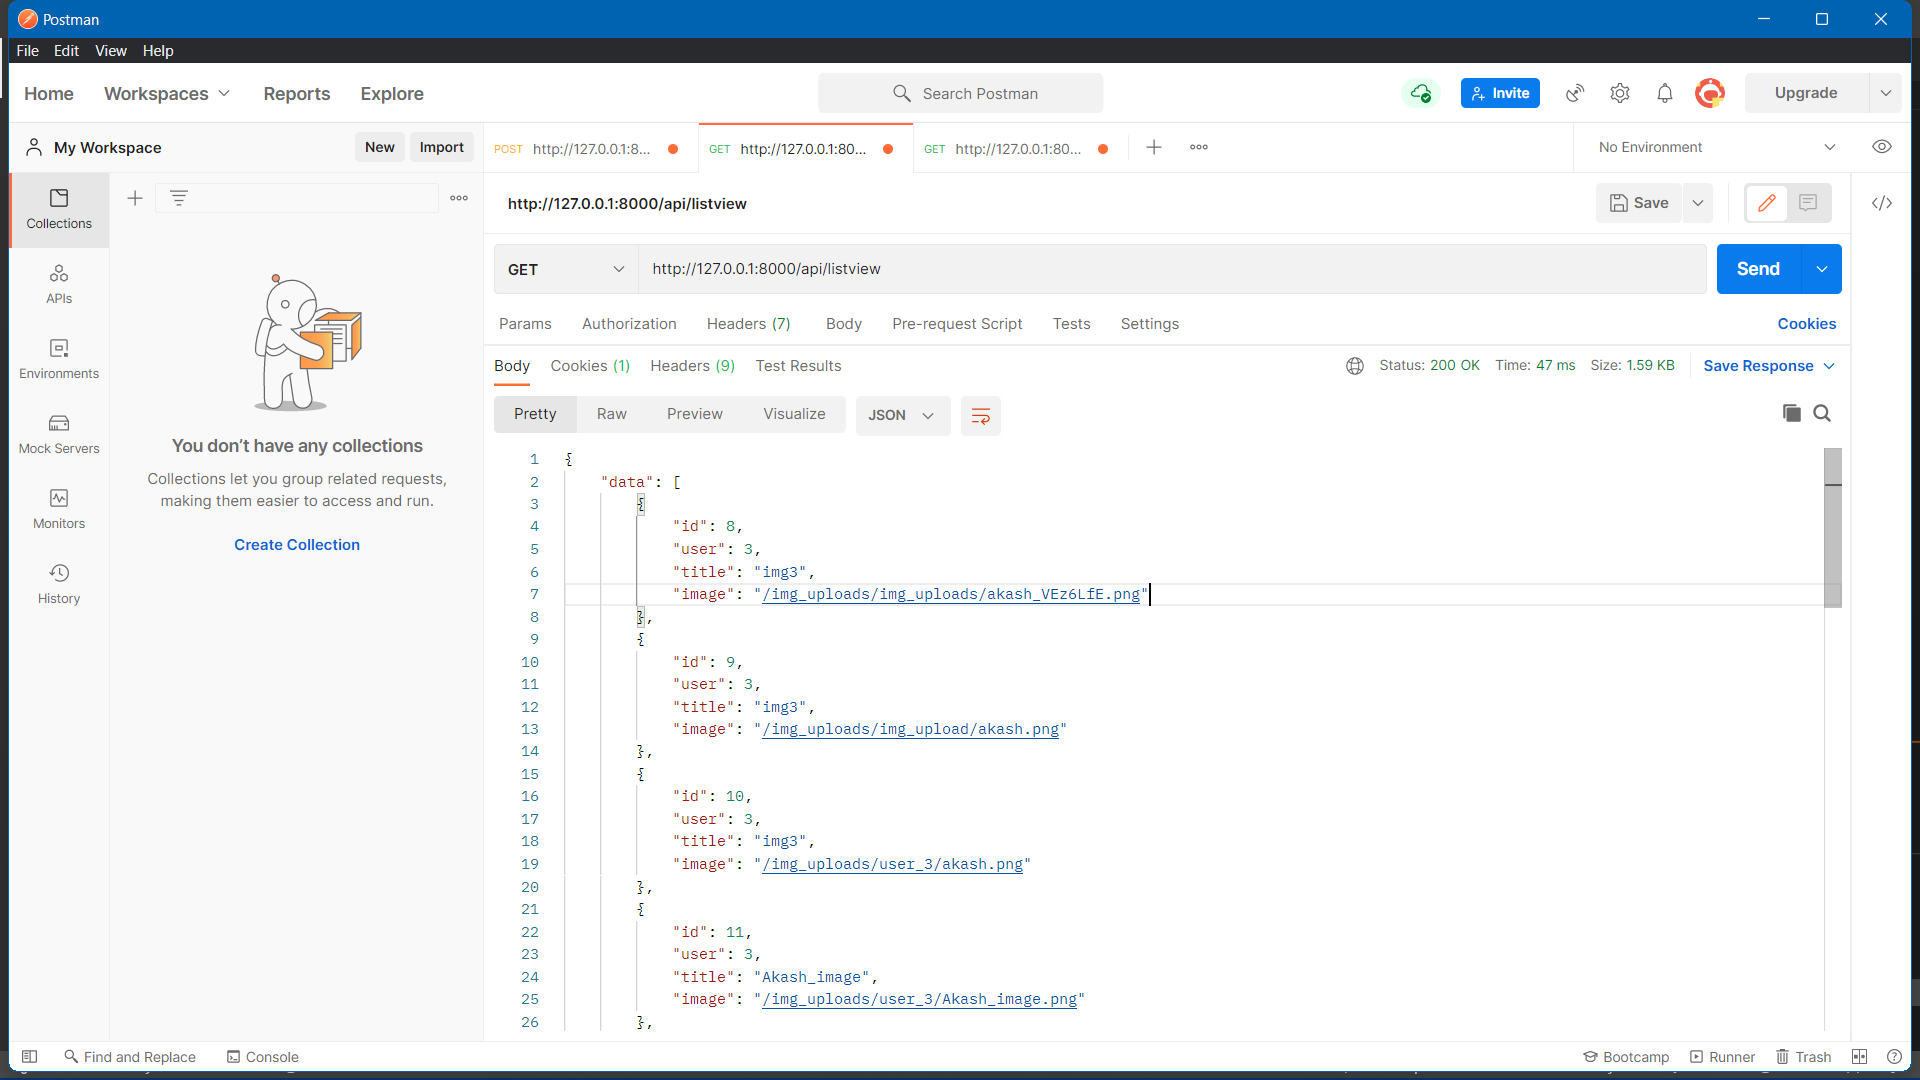 Postman
File Edit View Help
Home Workspaces Reports Explore
Search Postman
Invite
Upgrade
My Workspace
New Import
POST http://127.0.0.1:8...
GET http://127.0.0.1:80...
GET http://127.0.0.1:80...
No Environment
Collections
APIs
Environments
Mock Servers
Monitors
History
You don't have any collections
Collections let you group related requests,
making them easier to access and run.
Create Collection
http://127.0.0.1:8000/api/listview
Save
GET http://127.0.0.1:8000/api/listview
Send
Params Authorization Headers (7) Body Pre-request Script Tests Settings
Cookies
Body Cookies (1) Headers (9) Test Results
Status: 200 OK Time: 47 ms Size: 1.59 KB
Save Response
Pretty Raw Preview Visualize JSON
1 {
2 "data": [
3 {
4 "id": 8,
5 "user": 3,
6 "title": "img3",
7 "image": "/img_uploads/img_uploads/akash_VEz6LfE.png"
8 },
9 {
10 "id": 9,
11 "user": 3,
12 "title": "img3",
13 "image": "/img_uploads/img_upload/akash.png"
14 },
15 {
16 "id": 10,
17 "user": 3,
18 "title": "img3",
19 "image": "/img_uploads/user_3/akash.png"
20 },
21 {
22 "id": 11,
23 "user": 3,
24 "title": "Akash_image",
25 "image": "/img_uploads/user_3/Akash_image.png"
26 },
Find and Replace Console
Bootcamp Runner Trash